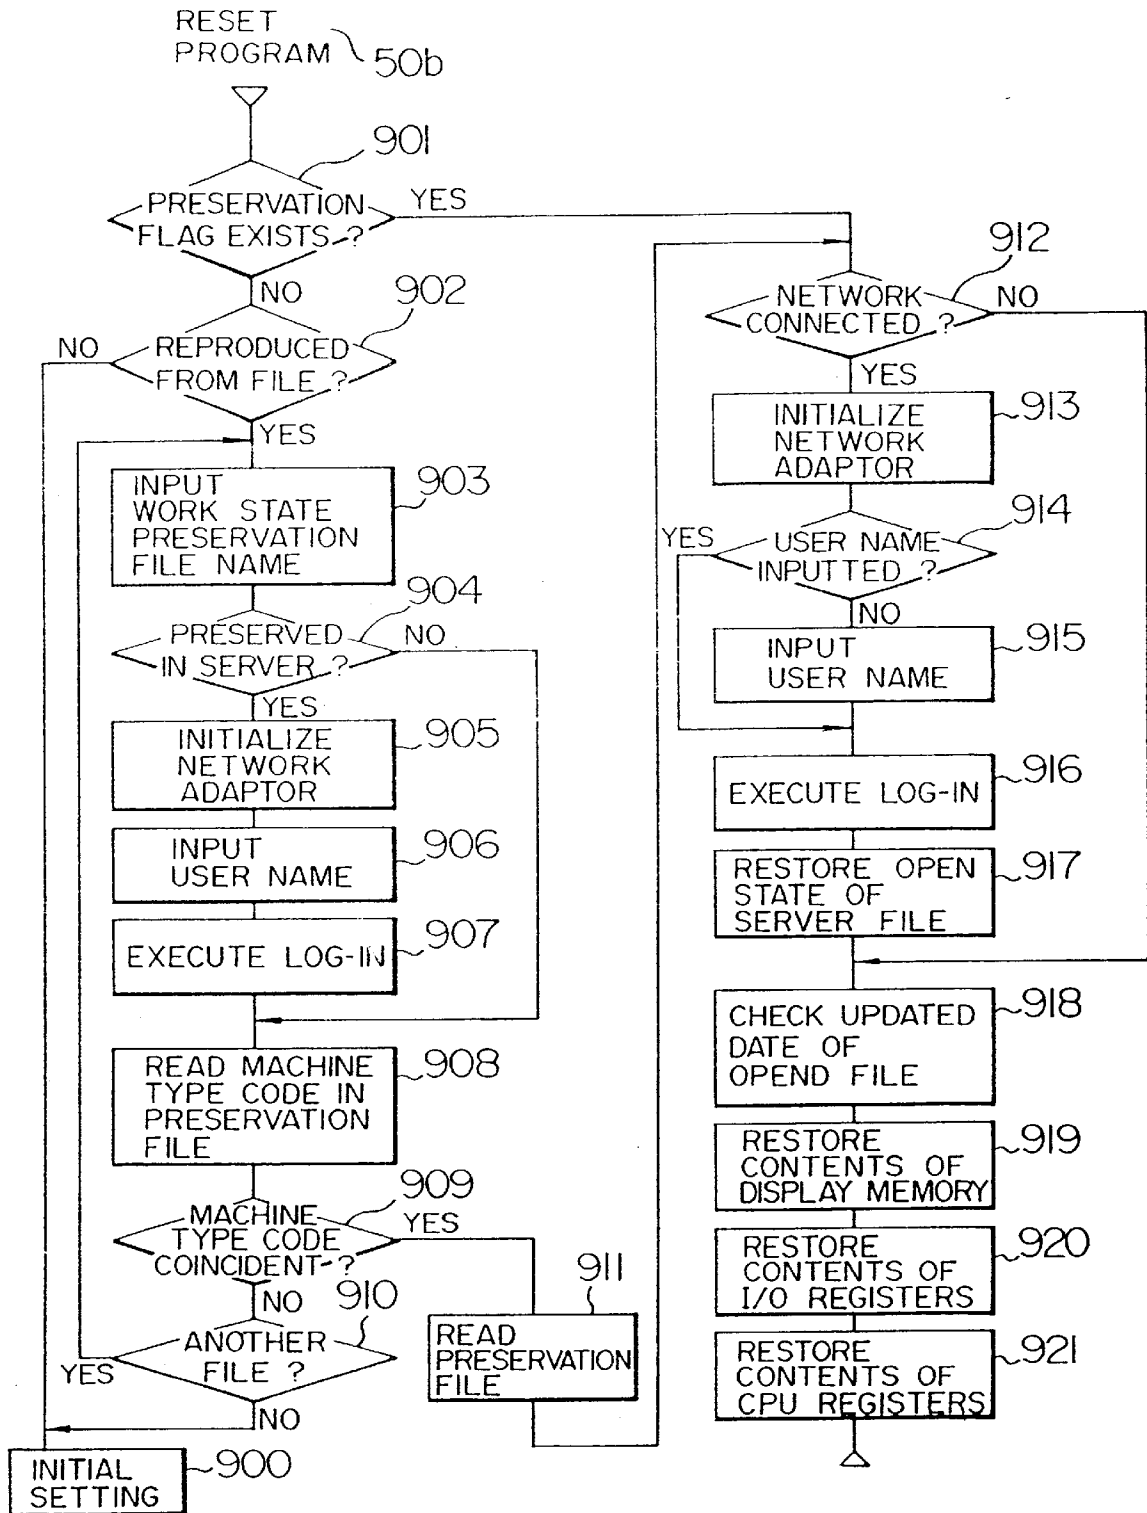 RESET
PROGRAM
50b
901
PRESERVATION
FLAG EXISTS ?
YES
NO
902
REPRODUCED
FROM FILE ?
NO
YES
903
INPUT
WORK STATE
PRESERVATION
FILE NAME
904
PRESERVED
IN SERVER ?
NO
YES
905
INITIALIZE
NETWORK
ADAPTOR
906
INPUT
USER NAME
907
EXECUTE LOG-IN
908
READ MACHINE
TYPE CODE IN
PRESERVATION
FILE
909
MACHINE
TYPE CODE
COINCIDENT ?
YES
NO
910
ANOTHER
FILE ?
YES
NO
900
INITIAL
SETTING
911
READ
PRESERVATION
FILE
912
NETWORK
CONNECTED ?
NO
YES
913
INITIALIZE
NETWORK
ADAPTOR
914
USER NAME
INPUTTED ?
YES
NO
915
INPUT
USER NAME
916
EXECUTE LOG-IN
917
RESTORE OPEN
STATE OF
SERVER FILE
918
CHECK UPDATED
DATE OF
OPEND FILE
919
RESTORE
CONTENTS OF
DISPLAY MEMORY
920
RESTORE
CONTENTS OF
I/O REGISTERS
921
RESTORE
CONTENTS OF
CPU REGISTERS